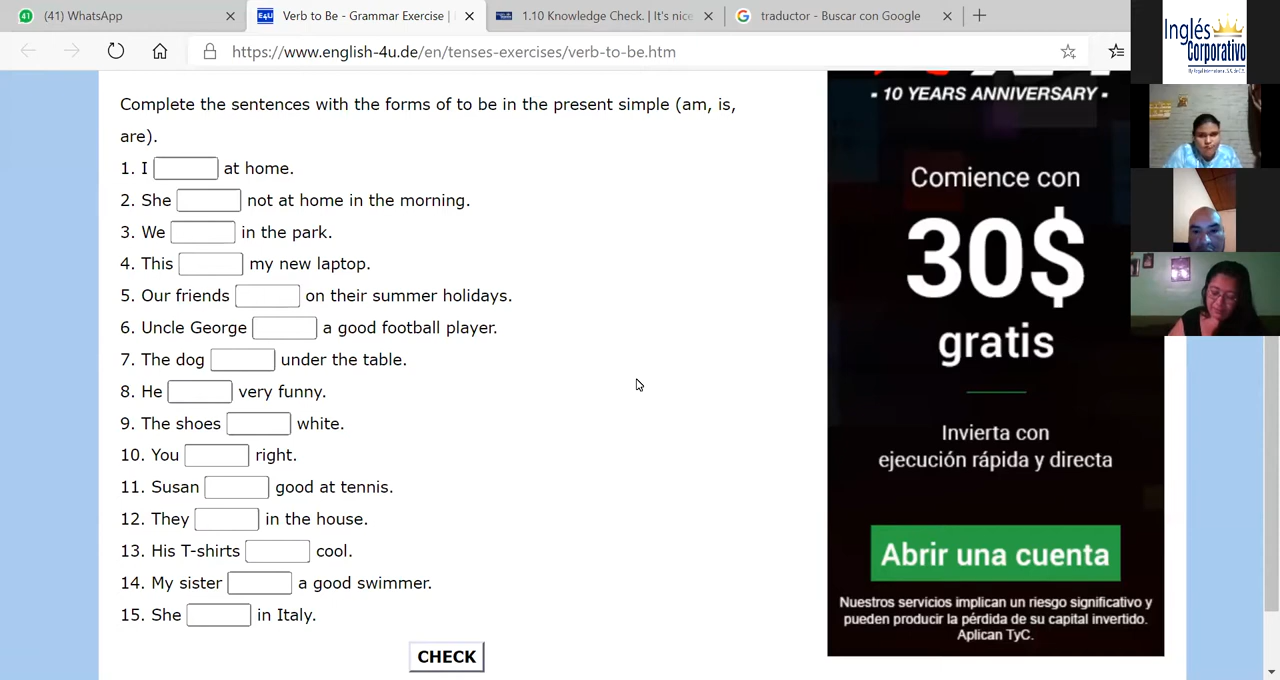 41 (41) WhatsApp
E4U Verb to Be - Grammar Exercise |
1.10 Knowledge Check. | It's nice
traductor - Buscar con Google
https://www.english-4u.de/en/tenses-exercises/verb-to-be.htm
Complete the sentences with the forms of to be in the present simple (am, is,
are).
1. I at home.
2. She not at home in the morning.
3. We in the park.
4. This my new laptop.
5. Our friends on their summer holidays.
6. Uncle George a good football player.
7. The dog under the table.
8. He very funny.
9. The shoes white.
10. You right.
11. Susan good at tennis.
12. They in the house.
13. His T-shirts cool.
14. My sister a good swimmer.
15. She in Italy.
CHECK
- 10 YEARS ANNIVERSARY -
Comience con
30$
gratis
Invierta con
ejecución rápida y directa
Abrir una cuenta
Nuestros servicios implican un riesgo significativo y
pueden producir la pérdida de su capital invertido.
Aplican TyC.
Inglés
Corporativo